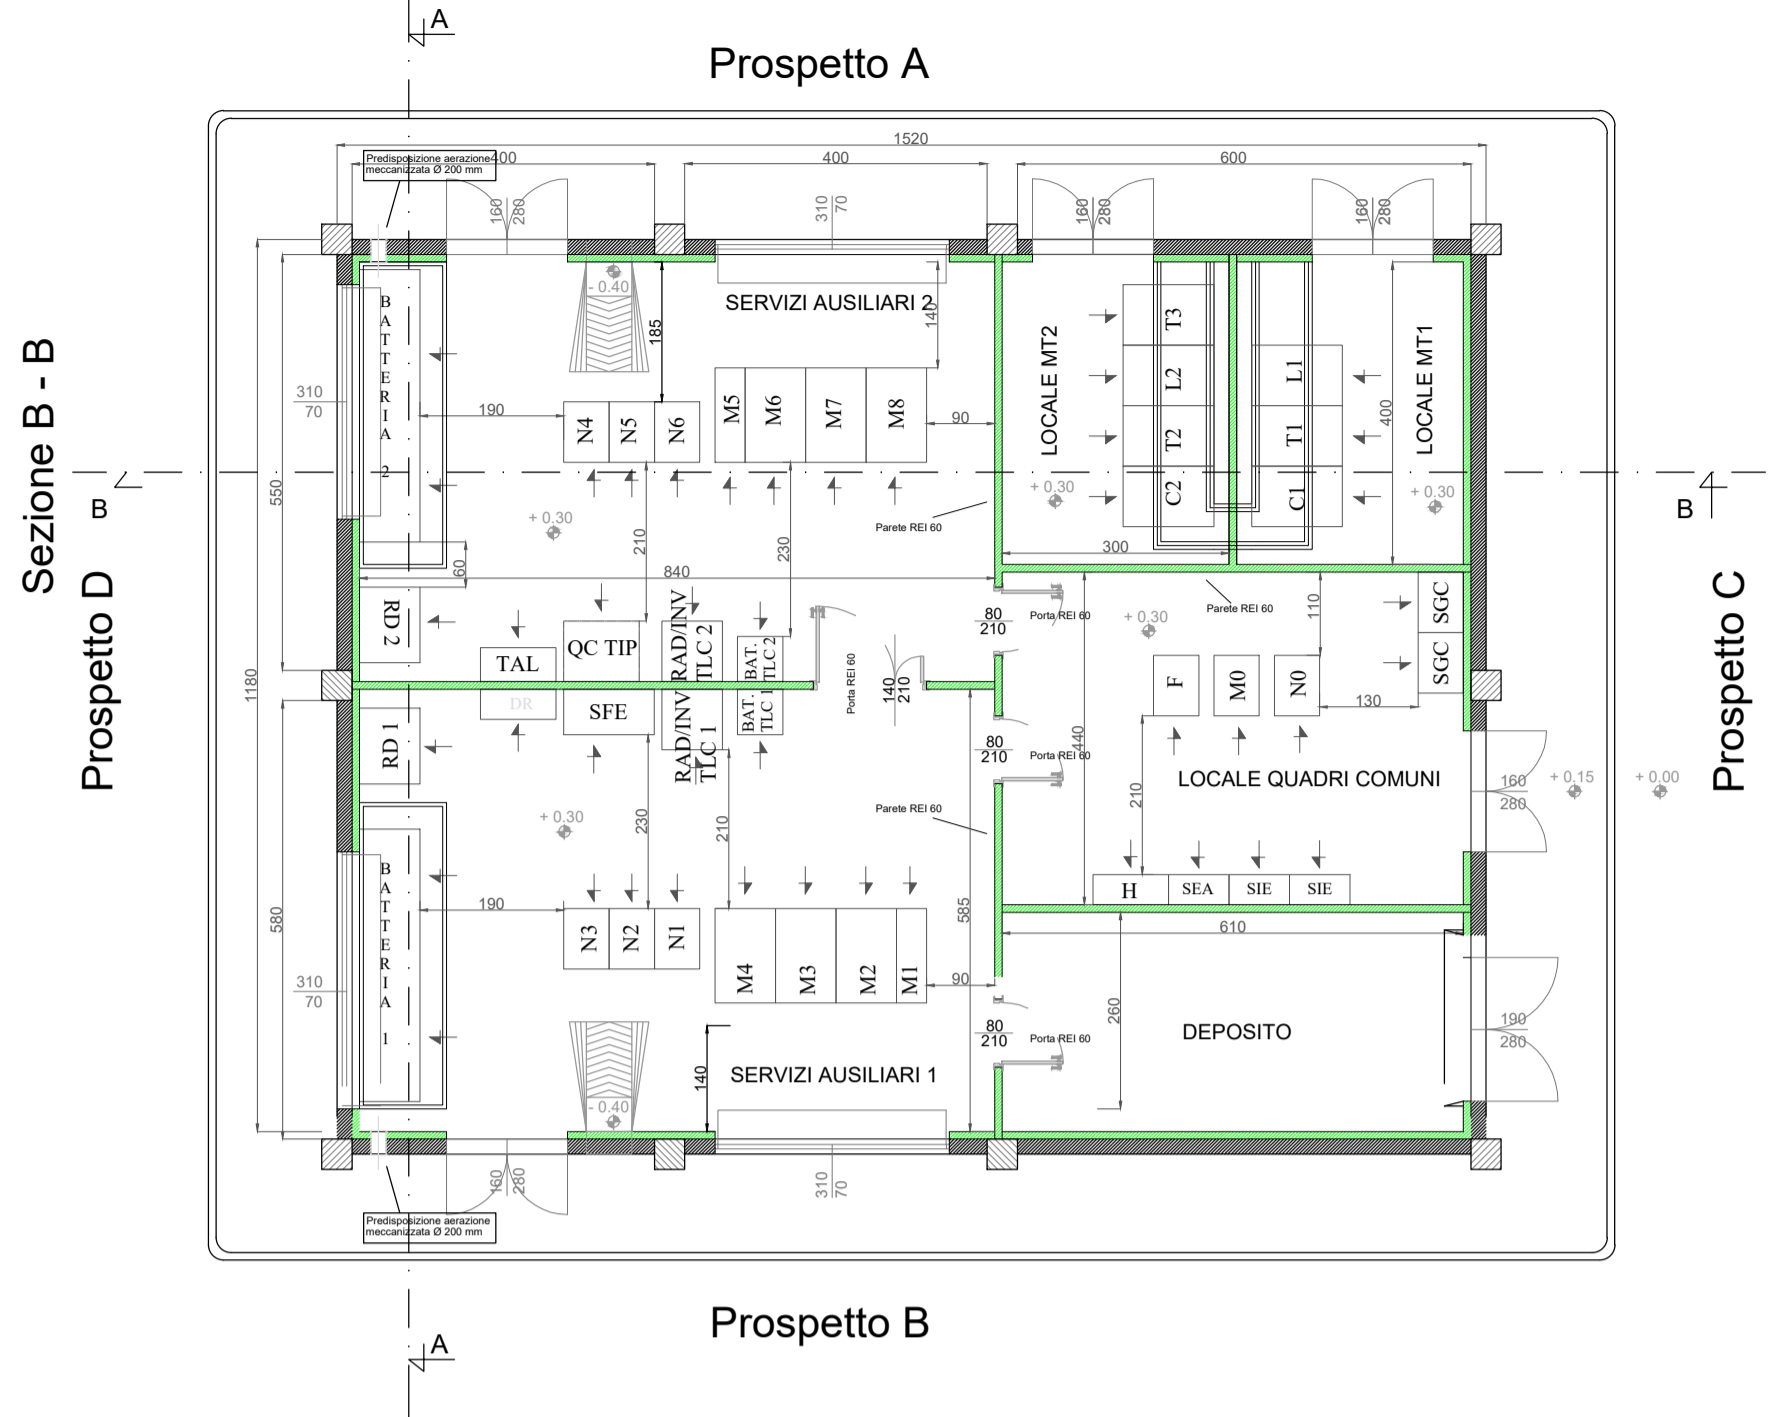 A
Prospetto A
1520
Predisposizione aerazione
meccanizzata Ø 200 mm
400
400
600
160
280
310
70
160
280
160
280
- 0.40
SERVIZI AUSILIARI 2
140
185
BATTERIA 2
310
70
190
N4
N5
N6
M5
M6
M7
M8
90
LOCALE MT2
T3
L2
T2
C2
L1
T1
C1
400
LOCALE MT1
Sezione B - B
B
B
550
+ 0.30
+ 0.30
+ 0.30
Parete REI 60
210
230
300
60
840
RD 2
TAL
QC TIP
RAD/INV
TLC 2
BAT.
TLC 2
80
210
Porta REI 60
+ 0.30
Parete REI 60
110
SGC
SGC
Prospetto D
Prospetto C
1180
Porta REI 60
140
210
F
M0
N0
130
DR
SFE
RAD/INV
TLC 1
BAT.
TLC 1
RD 1
80
210
Porta REI 60
440
LOCALE QUADRI COMUNI
160
280
+ 0.15
+ 0.00
210
+ 0.30
230
210
Parete REI 60
H
SEA
SIE
SIE
BATTERIA 1
580
190
N3
N2
N1
M4
M3
M2
M1
585
90
610
310
70
260
80
210
Porta REI 60
DEPOSITO
190
280
140
SERVIZI AUSILIARI 1
- 0.40
160
280
310
70
Predisposizione aerazione
meccanizzata Ø 200 mm
Prospetto B
A